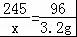 245/x = 96/3.2g